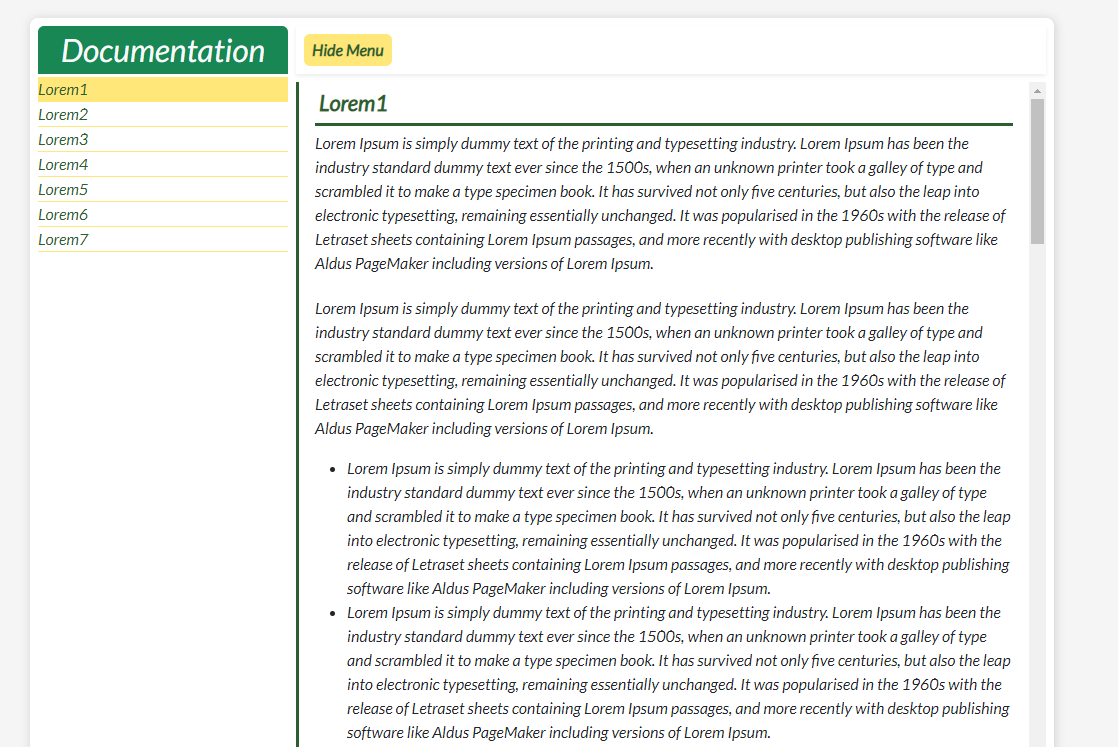 Documentation
Hide Menu
Lorem1
Lorem2
Lorem3
Lorem4
Lorem5
Lorem6
Lorem7
Lorem1
Lorem Ipsum is simply dummy text of the printing and typesetting industry. Lorem Ipsum has been the
industry standard dummy text ever since the 1500s, when an unknown printer took a galley of type and
scrambled it to make a type specimen book. It has survived not only five centuries, but also the leap into
electronic typesetting, remaining essentially unchanged. It was popularised in the 1960s with the release of
Letraset sheets containing Lorem Ipsum passages, and more recently with desktop publishing software like
Aldus PageMaker including versions of Lorem Ipsum.
Lorem Ipsum is simply dummy text of the printing and typesetting industry. Lorem Ipsum has been the
industry standard dummy text ever since the 1500s, when an unknown printer took a galley of type and
scrambled it to make a type specimen book. It has survived not only five centuries, but also the leap into
electronic typesetting, remaining essentially unchanged. It was popularised in the 1960s with the release of
Letraset sheets containing Lorem Ipsum passages, and more recently with desktop publishing software like
Aldus PageMaker including versions of Lorem Ipsum.
• Lorem Ipsum is simply dummy text of the printing and typesetting industry. Lorem Ipsum has been the
industry standard dummy text ever since the 1500s, when an unknown printer took a galley of type
and scrambled it to make a type specimen book. It has survived not only five centuries, but also the leap
into electronic typesetting, remaining essentially unchanged. It was popularised in the 1960s with the
release of Letraset sheets containing Lorem Ipsum passages, and more recently with desktop publishing
software like Aldus PageMaker including versions of Lorem Ipsum.
• Lorem Ipsum is simply dummy text of the printing and typesetting industry. Lorem Ipsum has been the
industry standard dummy text ever since the 1500s, when an unknown printer took a galley of type
and scrambled it to make a type specimen book. It has survived not only five centuries, but also the leap
into electronic typesetting, remaining essentially unchanged. It was popularised in the 1960s with the
release of Letraset sheets containing Lorem Ipsum passages, and more recently with desktop publishing
software like Aldus PageMaker including versions of Lorem Ipsum.